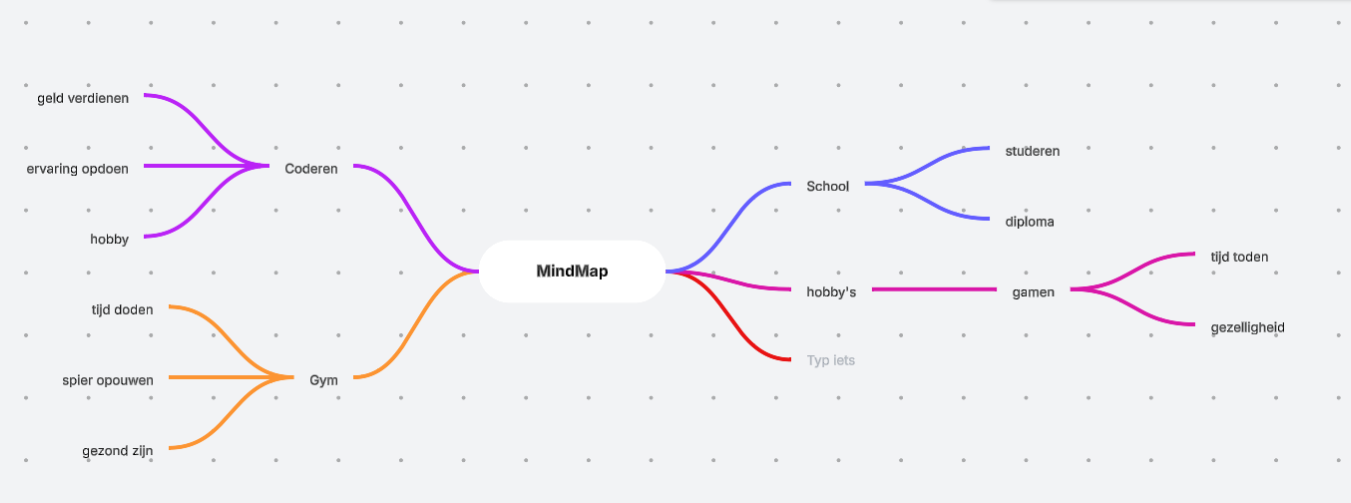 geld verdienen
ervaring opdoen
Coderen
hobby
tijd doden
spier opouwen
Gym
gezond zijn
MindMap
School
studeren
diploma
hobby's
gamen
tijd toden
gezelligheid
Typ iets